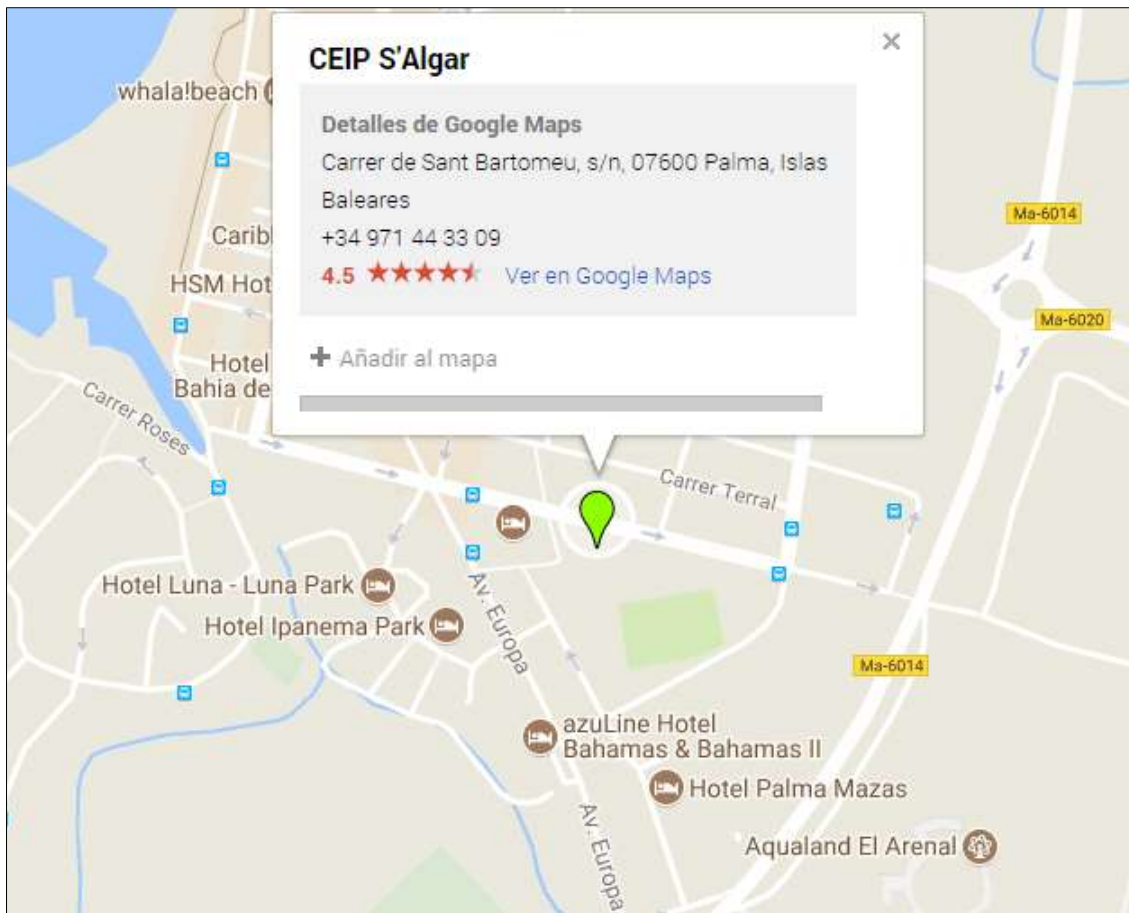 CEIP S'Algar
×
Detalles de Google Maps
Carrer de Sant Bartomeu, s/n, 07600 Palma, Islas
Baleares
+34 971 44 33 09
4.5 ★★★★★ Ver en Google Maps
+ Añadir al mapa
whala!beach
Carib
HSM Hot
Hotel
Bahia de
Carrer Roses
Ma-6014
Ma-6020
Carrer Terral
Hotel Luna - Luna Park
Hotel Ipanema Park
Av. Europa
Ma-6014
azuLine Hotel
Bahamas & Bahamas II
Hotel Palma Mazas
Av. Europa
Aqualand El Arenal